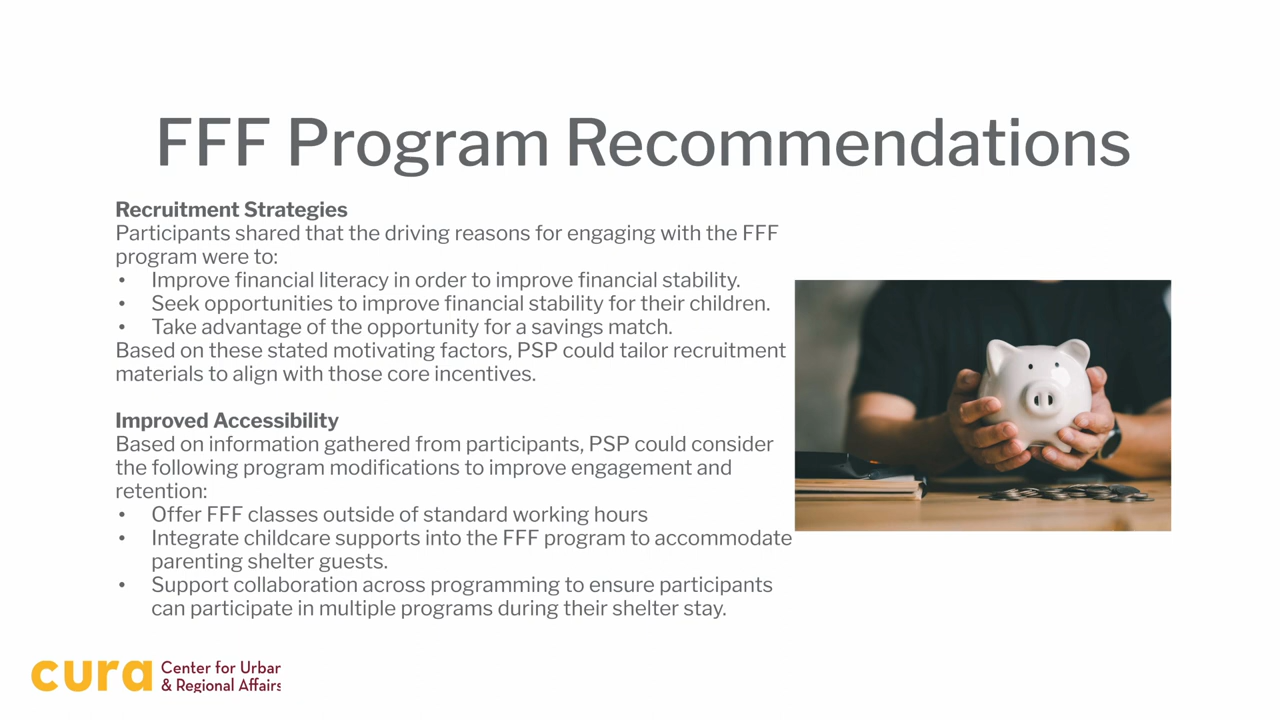 FFF Program Recommendations
Recruitment Strategies
Participants shared that the driving reasons for engaging with the FFF
program were to:
• Improve financial literacy in order to improve financial stability.
• Seek opportunities to improve financial stability for their children.
• Take advantage of the opportunity for a savings match.
Based on these stated motivating factors, PSP could tailor recruitment
materials to align with those core incentives.
Improved Accessibility
Based on information gathered from participants, PSP could consider
the following program modifications to improve engagement and
retention:
• Offer FFF classes outside of standard working hours
• Integrate childcare supports into the FFF program to accommodate
parenting shelter guests.
• Support collaboration across programming to ensure participants
can participate in multiple programs during their shelter stay.
cura Center for Urban
& Regional Affairs